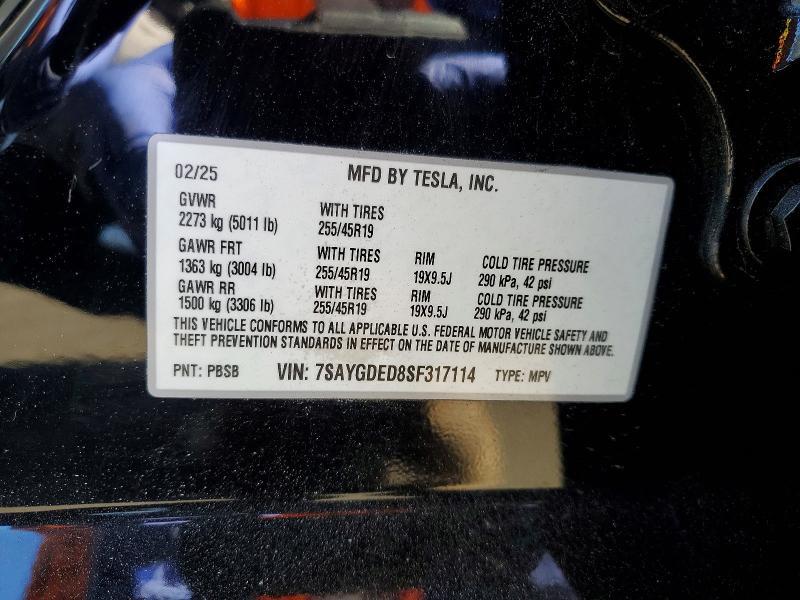 02/25 MFD BY TESLA, INC.
GVWR
2273 kg (5011 lb) WITH TIRES 255/45R19
GAWR FRT WITH TIRES RIM COLD TIRE PRESSURE
1363 kg (3004 lb) 255/45R19 19X9.5J 290 kPa, 42 psi
GAWR RR WITH TIRES RIM COLD TIRE PRESSURE
1500 kg (3306 lb) 255/45R19 19X9.5J 290 kPa, 42 psi
THIS VEHICLE CONFORMS TO ALL APPLICABLE U.S. FEDERAL MOTOR VEHICLE SAFETY AND
THEFT PREVENTION STANDARDS IN EFFECT ON THE DATE OF MANUFACTURE SHOWN ABOVE.
PNT: PBSB VIN: 7SAYGDED8SF317114 TYPE: MPV